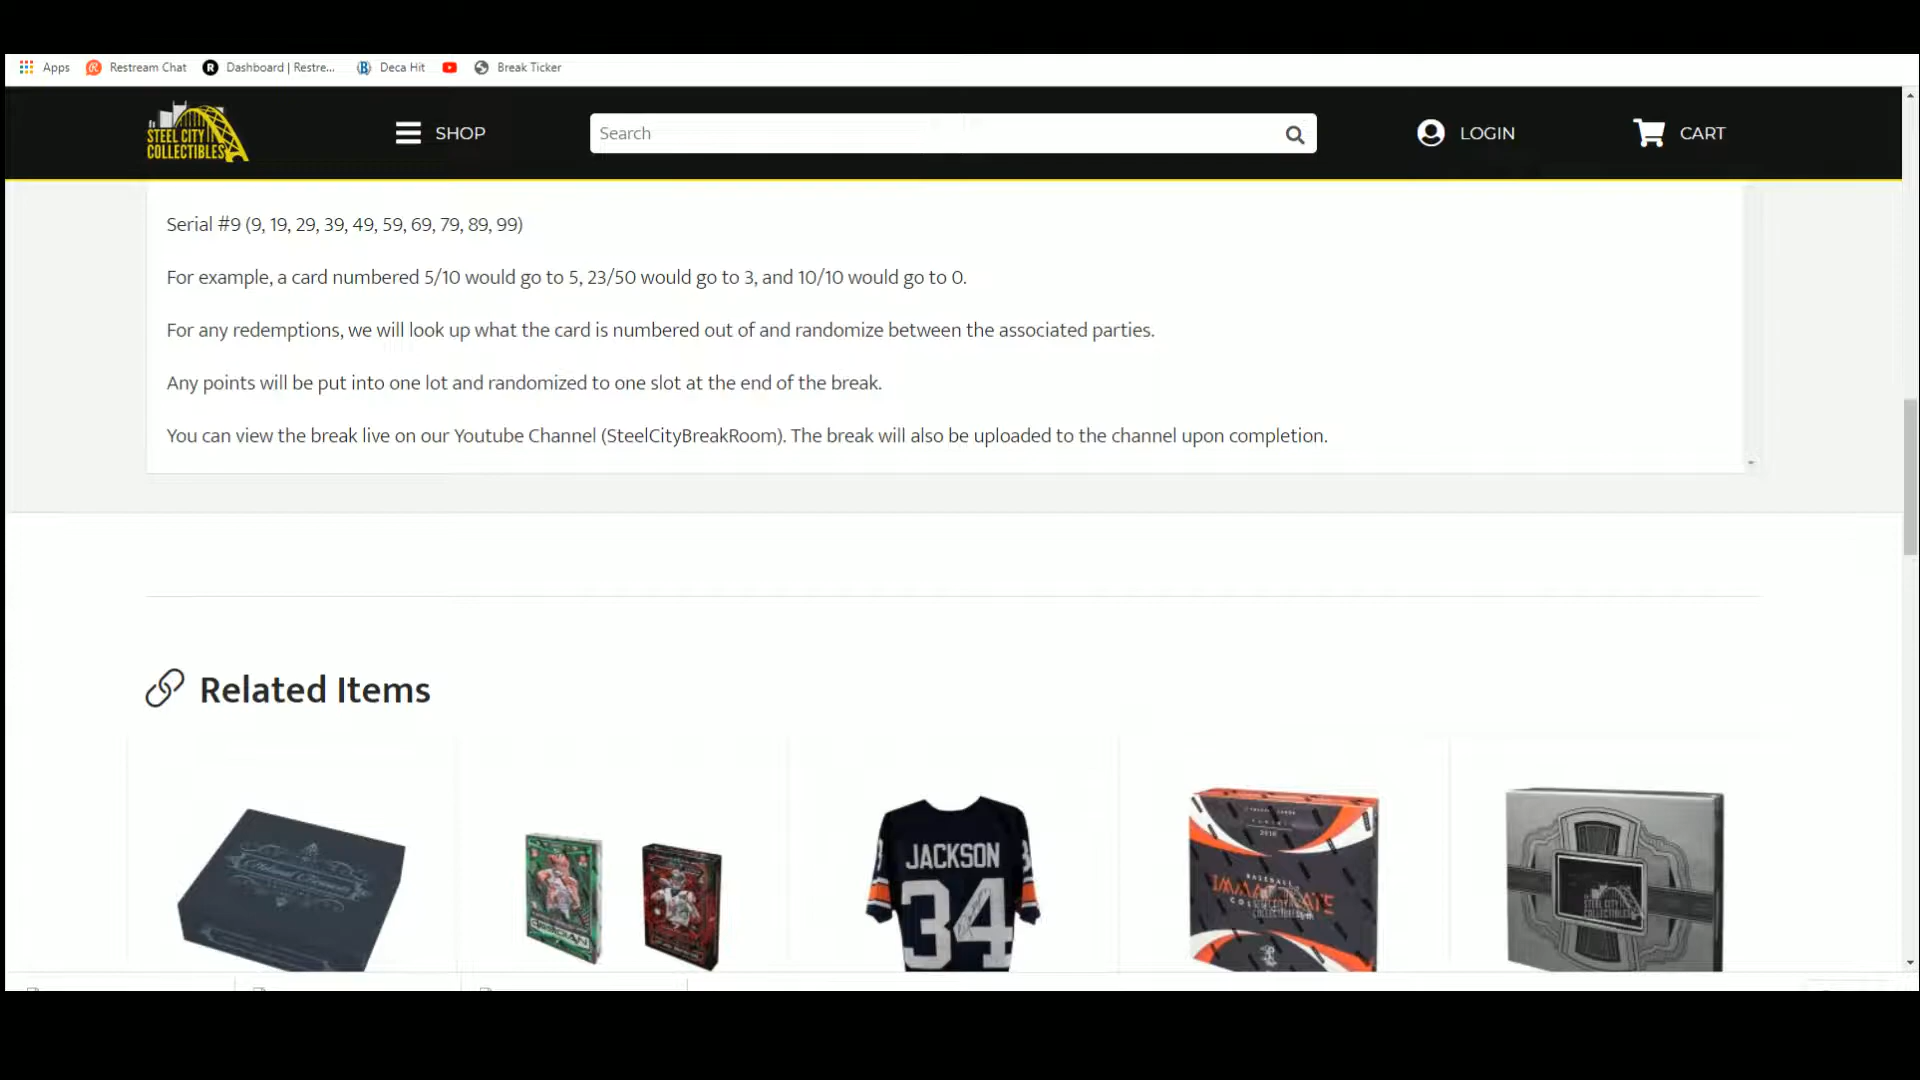 Apps Restream Chat Dashboard | Restre... Deca Hit Break Ticker
STEEL CITY
COLLECTIBLES
SHOP
Search
LOGIN
CART
Serial #9 (9, 19, 29, 39, 49, 59, 69, 79, 89, 99)
For example, a card numbered 5/10 would go to 5, 23/50 would go to 3, and 10/10 would go to 0.
For any redemptions, we will look up what the card is numbered out of and randomize between the associated parties.
Any points will be put into one lot and randomized to one slot at the end of the break.
You can view the break live on our Youtube Channel (SteelCityBreakRoom). The break will also be uploaded to the channel upon completion.
Related Items
JACKSON
34
BASEBALL
IMMACULATE
STEEL CITY
COLLECTIBLES